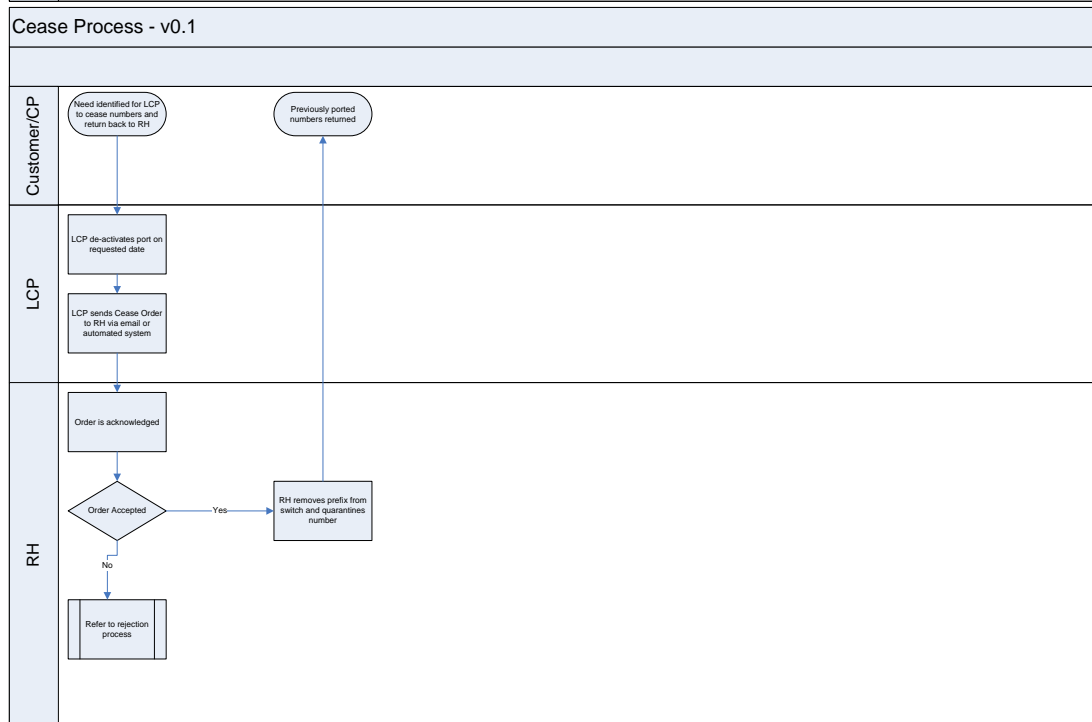 Cease Process - v0.1
Customer/CP
Need identified for LCP
to cease numbers and
return back to RH
Previously ported
numbers returned
LCP
LCP de-activates port on
requested date
LCP sends Cease Order
to RH via email or
automated system
RH
Order is acknowledged
Order Accepted
Yes
RH removes prefix from
switch and quarantines
number
No
Refer to rejection
process